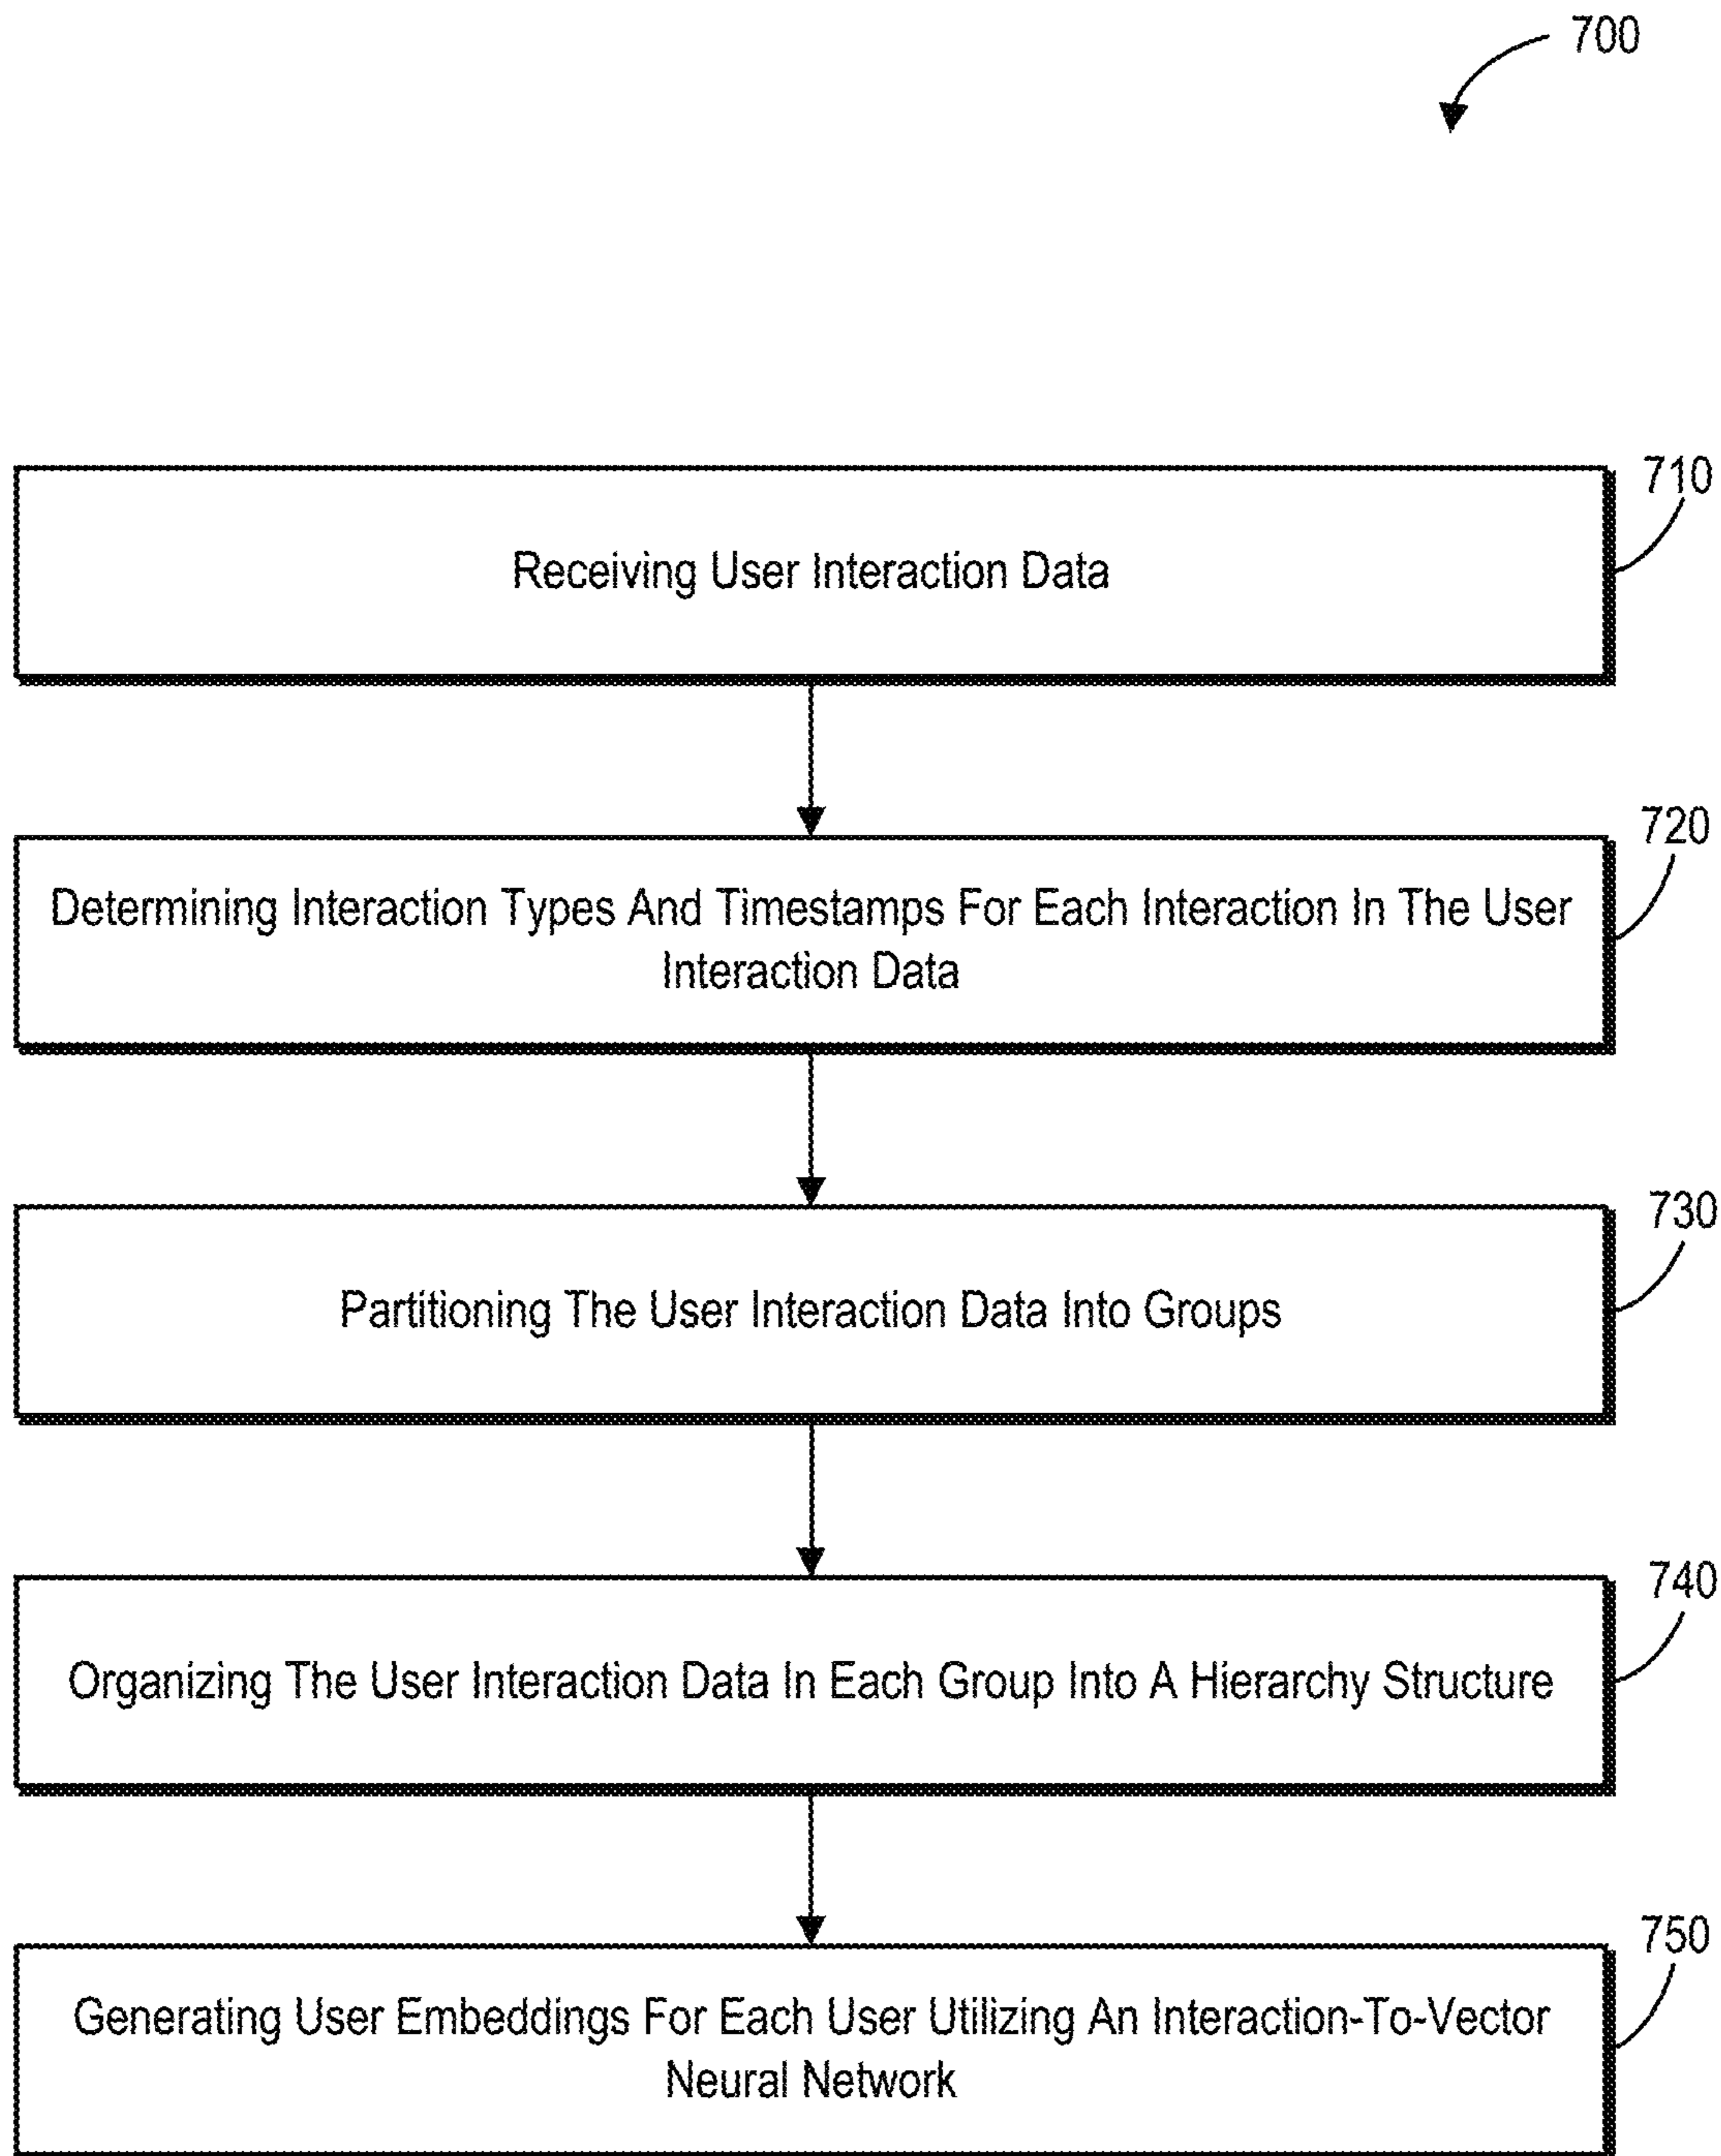 700
710
Receiving User Interaction Data
720
Determining Interaction Types And Timestamps For Each Interaction In The User
Interaction Data
730
Partitioning The User Interaction Data Into Groups
740
Organizing The User Interaction Data In Each Group Into A Hierarchy Structure
750
Generating User Embeddings For Each User Utilizing An Interaction-To-Vector
Neural Network